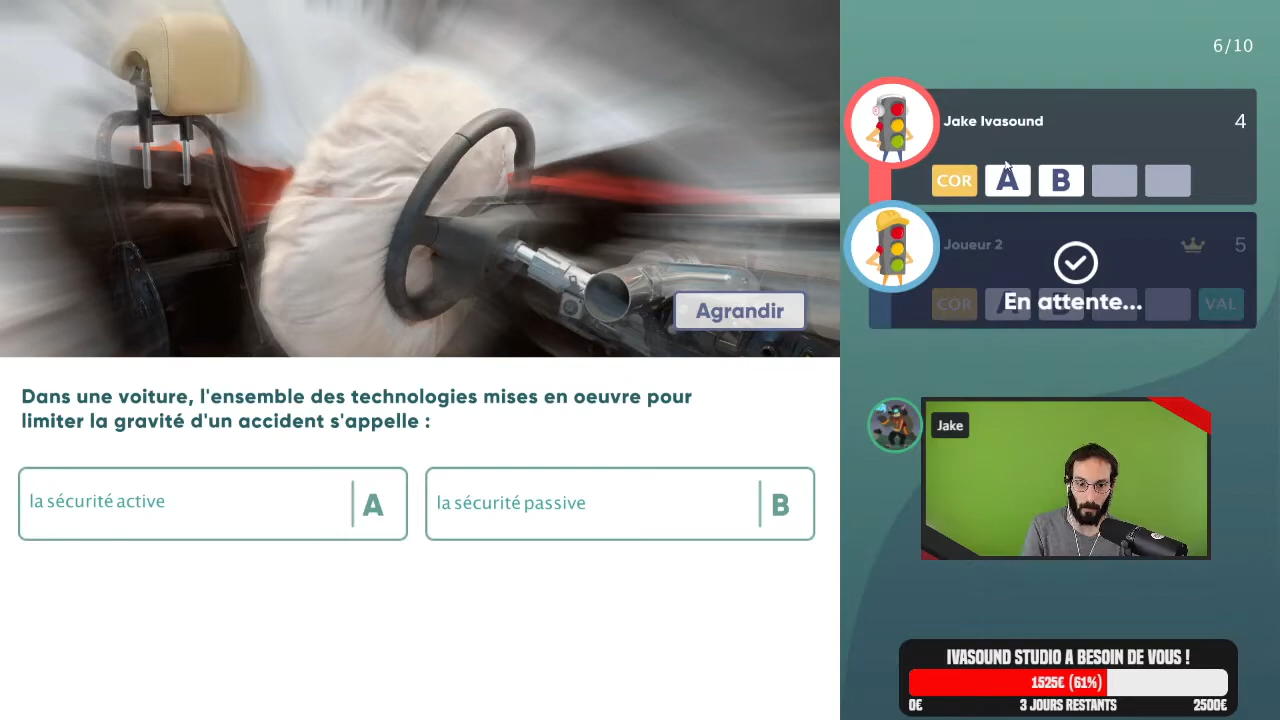 Agrandir
Dans une voiture, l'ensemble des technologies mises en oeuvre pour
limiter la gravité d'un accident s'appelle :
la sécurité active
A
la sécurité passive
B
6/10
Jake Ivasound
4
COR
A
B
Joueur 2
5
En attente...
COR
A
B
VAL
Jake
IVASOUND STUDIO A BESOIN DE VOUS !
1525€ (61%)
0€
3 JOURS RESTANTS
2500€